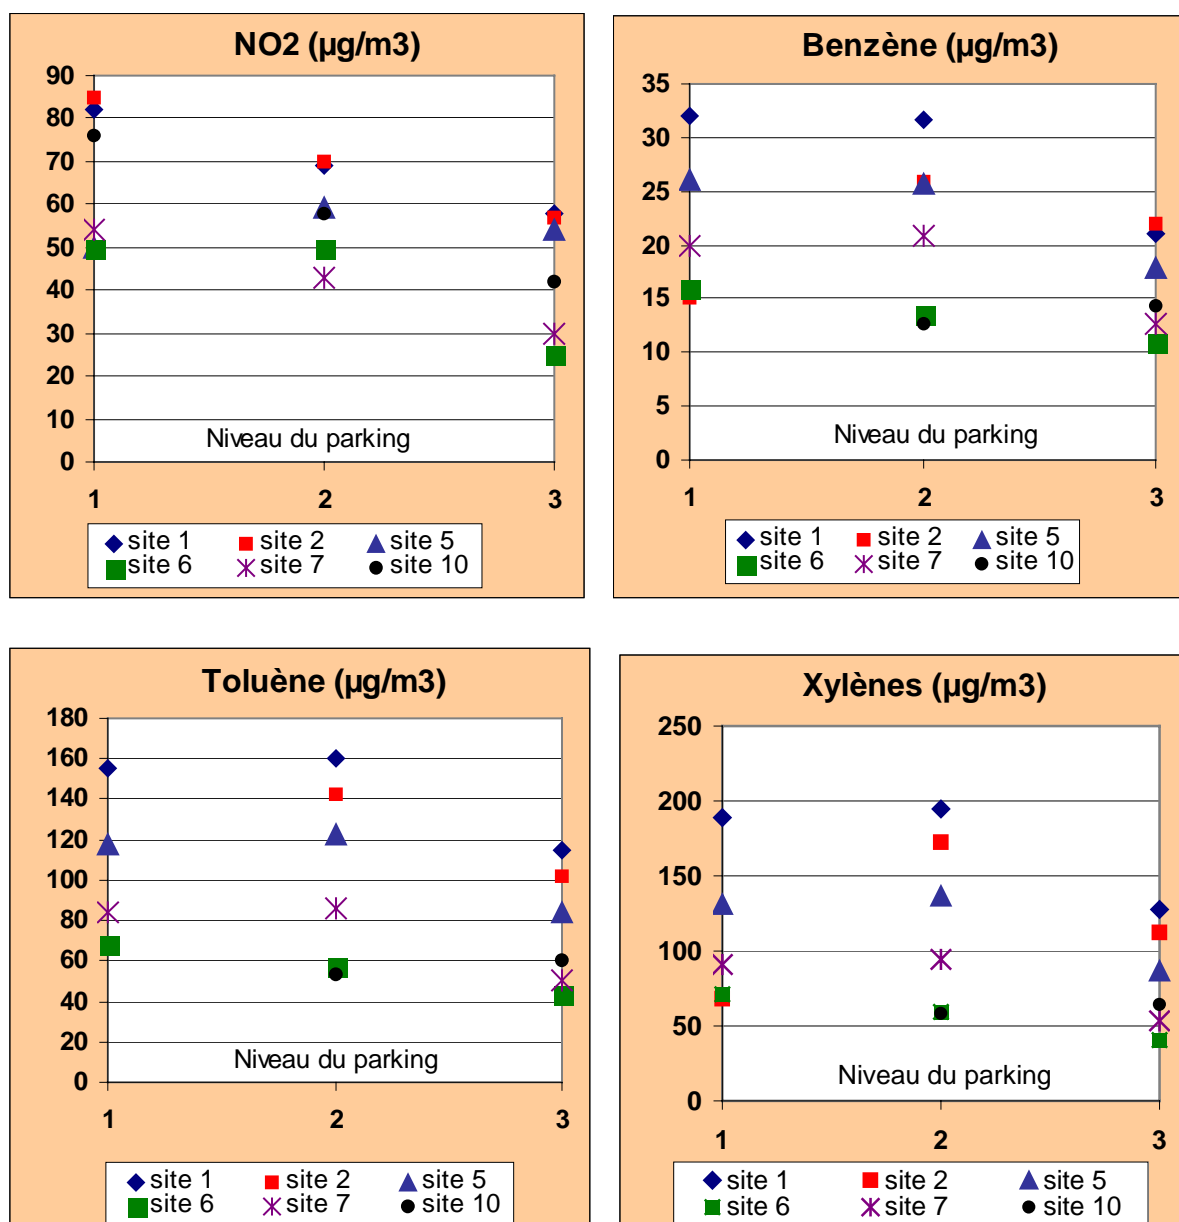 NO2 (µg/m3)
90
80
70
60
50
40
30
20
10
0
Niveau du parking
1 2 3
site 1 site 2 site 5
site 6 site 7 site 10
Benzène (µg/m3)
35
30
25
20
15
10
5
0
Niveau du parking
1 2 3
site 1 site 2 site 5
site 6 site 7 site 10
Toluène (µg/m3)
180
160
140
120
100
80
60
40
20
0
Niveau du parking
1 2 3
site 1 site 2 site 5
site 6 site 7 site 10
Xylènes (µg/m3)
250
200
150
100
50
0
Niveau du parking
1 2 3
site 1 site 2 site 5
site 6 site 7 site 10